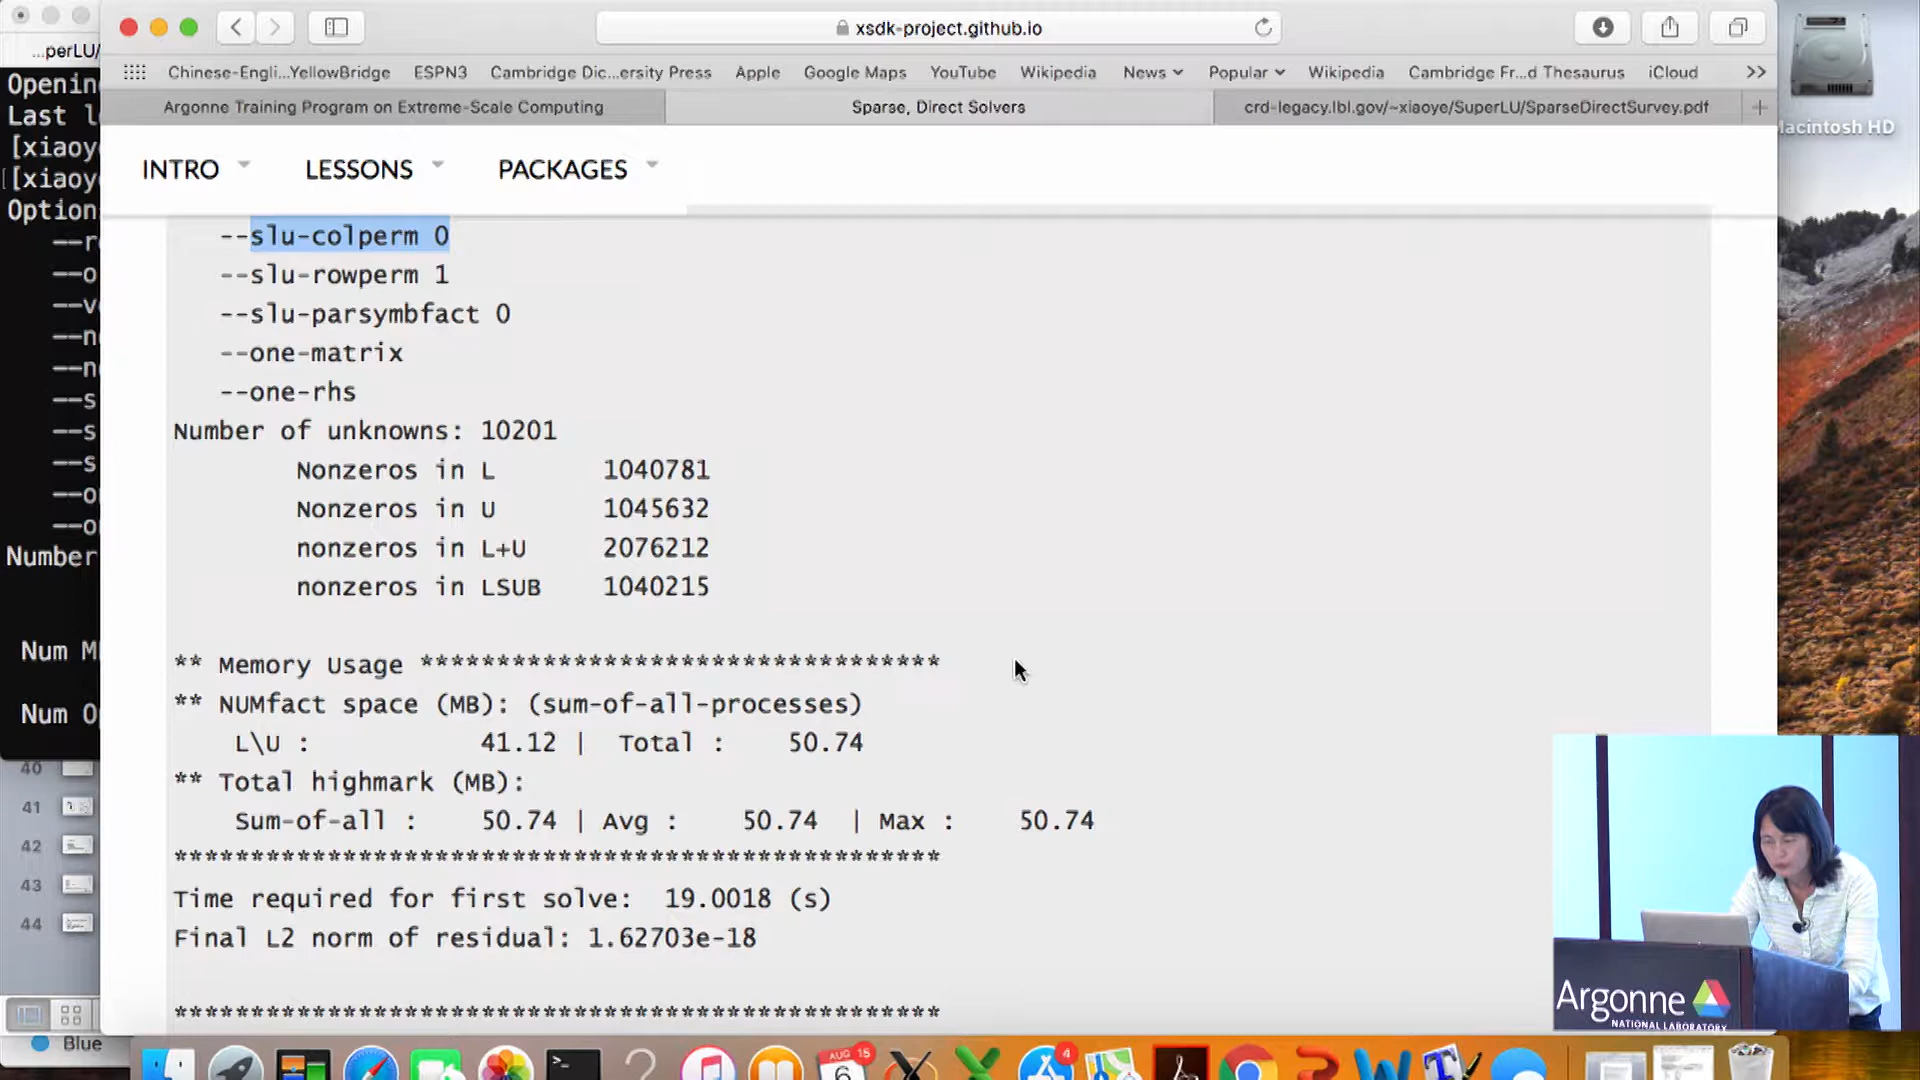 xsdk-project.github.io
...perLU/
Chinese-Engli...YellowBridge ESPN3 Cambridge Dic...ersity Press Apple Google Maps YouTube Wikipedia News Popular Wikipedia Cambridge Fr...d Thesaurus iCloud >>
Argonne Training Program on Extreme-Scale Computing
Sparse, Direct Solvers
crd-legacy.lbl.gov/~xiaoye/SuperLU/SparseDirectSurvey.pdf
+
Macintosh HD
Openin
Last l
[xiaoy
[xiaoy
Option
--r
--o
--v
--n
--n
--s
--s
--s
--o
--o
Number
Num M
Num O
40
41
42
43
44
Blue
INTRO LESSONS PACKAGES
--slu-colperm 0
--slu-rowperm 1
--slu-parsymbfact 0
--one-matrix
--one-rhs
Number of unknowns: 10201
Nonzeros in L 1040781
Nonzeros in U 1045632
nonzeros in L+U 2076212
nonzeros in LSUB 1040215
** Memory Usage **********************************
** NUMfact space (MB): (sum-of-all-processes)
L\U : 41.12 | Total : 50.74
** Total highmark (MB):
Sum-of-all : 50.74 | Avg : 50.74 | Max : 50.74
**************************************************
Time required for first solve: 19.0018 (s)
Final L2 norm of residual: 1.62703e-18
**************************************************
Argonne
NATIONAL LABORATORY
AUG 15
6
4